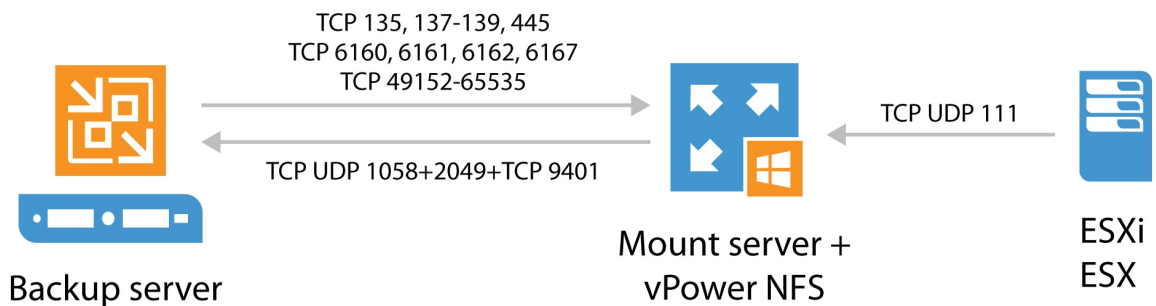 TCP 135, 137-139, 445
TCP 6160, 6161, 6162, 6167
TCP 49152-65535
TCP UDP 1058+2049+TCP 9401
TCP UDP 111
Backup server
Mount server +
vPower NFS
ESXi
ESX